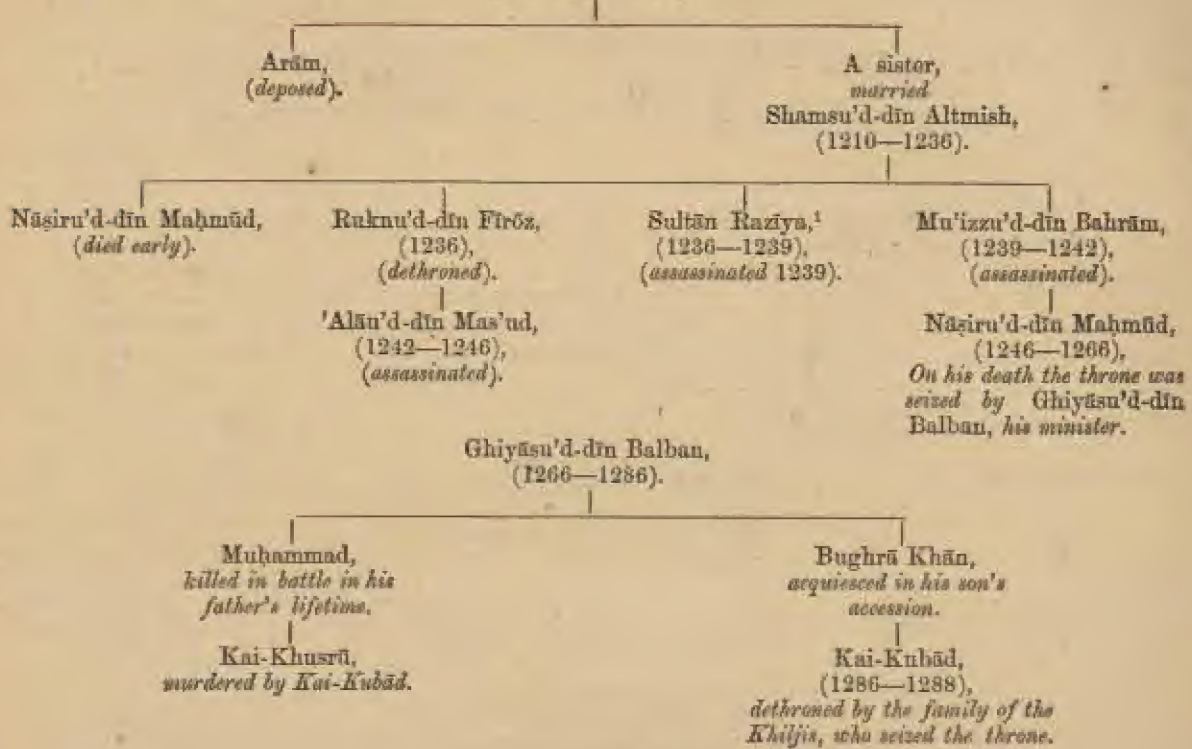 Arām,
(deposed).
A sister,
married
Shamsu'd-dīn Altmish,
(1210—1236).
Nāṣiru'd-dīn Maḥmūd,
(died early).
Ruknu'd-dīn Fīrōz,
(1236),
(dethroned).
Sultān Raẓīya,¹
(1236—1239),
(assassinated 1239).
Mu'izzu'd-dīn Bahrām,
(1239—1242),
(assassinated).
'Alāu'd-dīn Mas'ud,
(1242—1246),
(assassinated).
Nāṣiru'd-dīn Maḥmūd,
(1246—1266),
On his death the throne was
seized by Ghiyāsu'd-dīn
Balban, his minister.
Ghiyāsu'd-dīn Balban,
(1266—1286).
Muḥammad,
killed in battle in his
father's lifetime.
Bughrā Khān,
acquiesced in his son's
accession.
Kai-Khusrū,
murdered by Kai-Kubād.
Kai-Kubād,
(1286—1288),
dethroned by the family of the
Khiljis, who seized the throne.